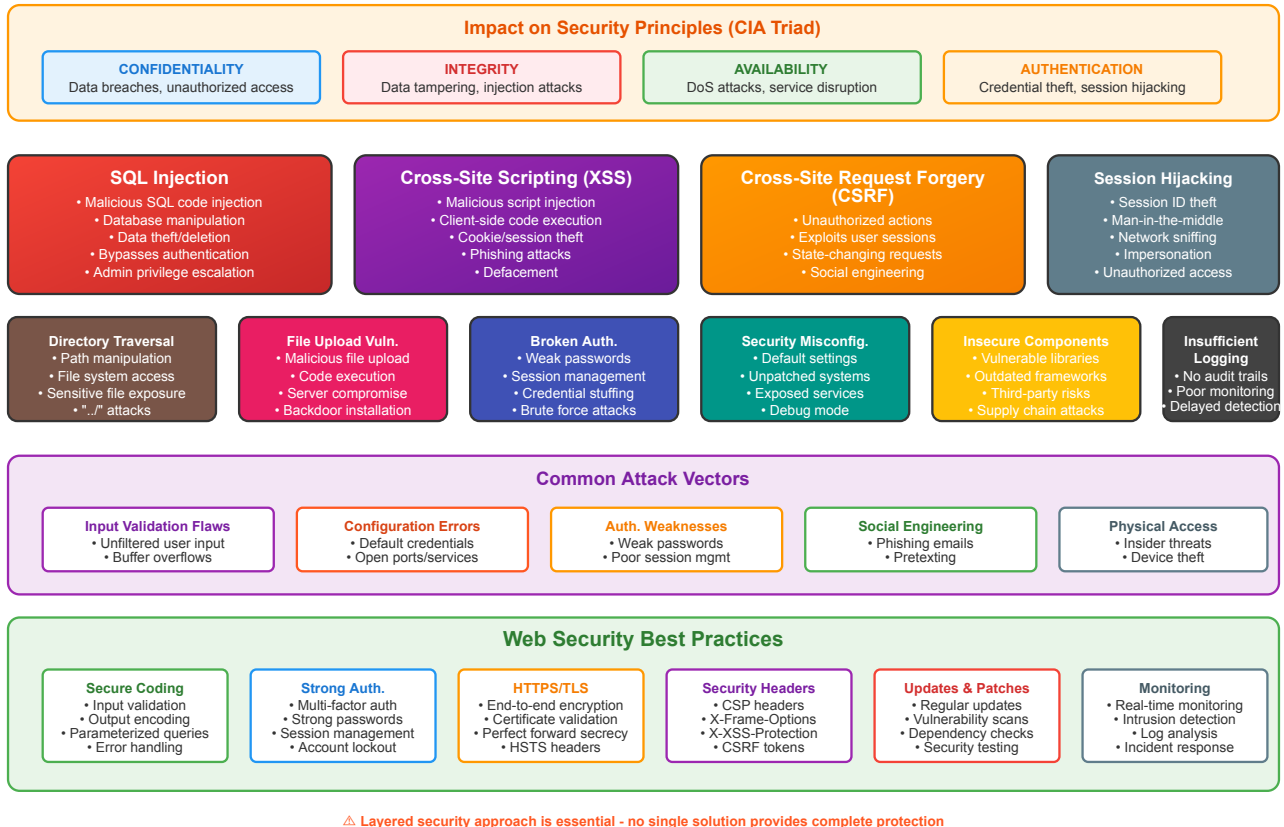 Impact on Security Principles (CIA Triad)
CONFIDENTIALITY
Data breaches, unauthorized access
INTEGRITY
Data tampering, injection attacks
AVAILABILITY
DoS attacks, service disruption
AUTHENTICATION
Credential theft, session hijacking
SQL Injection
• Malicious SQL code injection
• Database manipulation
• Data theft/deletion
• Bypasses authentication
• Admin privilege escalation
Cross-Site Scripting (XSS)
• Malicious script injection
• Client-side code execution
• Cookie/session theft
• Phishing attacks
• Defacement
Cross-Site Request Forgery
(CSRF)
• Unauthorized actions
• Exploits user sessions
• State-changing requests
• Social engineering
Session Hijacking
• Session ID theft
• Man-in-the-middle
• Network sniffing
• Impersonation
• Unauthorized access
Directory Traversal
• Path manipulation
• File system access
• Sensitive file exposure
• "../" attacks
File Upload Vuln.
• Malicious file upload
• Code execution
• Server compromise
• Backdoor installation
Broken Auth.
• Weak passwords
• Session management
• Credential stuffing
• Brute force attacks
Security Misconfig.
• Default settings
• Unpatched systems
• Exposed services
• Debug mode
Insecure Components
• Vulnerable libraries
• Outdated frameworks
• Third-party risks
• Supply chain attacks
Insufficient
Logging
• No audit trails
• Poor monitoring
• Delayed detection
Common Attack Vectors
Input Validation Flaws
• Unfiltered user input
• Buffer overflows
Configuration Errors
• Default credentials
• Open ports/services
Auth. Weaknesses
• Weak passwords
• Poor session mgmt
Social Engineering
• Phishing emails
• Pretexting
Physical Access
• Insider threats
• Device theft
Web Security Best Practices
Secure Coding
• Input validation
• Output encoding
• Parameterized queries
• Error handling
Strong Auth.
• Multi-factor auth
• Strong passwords
• Session management
• Account lockout
HTTPS/TLS
• End-to-end encryption
• Certificate validation
• Perfect forward secrecy
• HSTS headers
Security Headers
• CSP headers
• X-Frame-Options
• X-XSS-Protection
• CSRF tokens
Updates & Patches
• Regular updates
• Vulnerability scans
• Dependency checks
• Security testing
Monitoring
• Real-time monitoring
• Intrusion detection
• Log analysis
• Incident response
⚠ Layered security approach is essential - no single solution provides complete protection